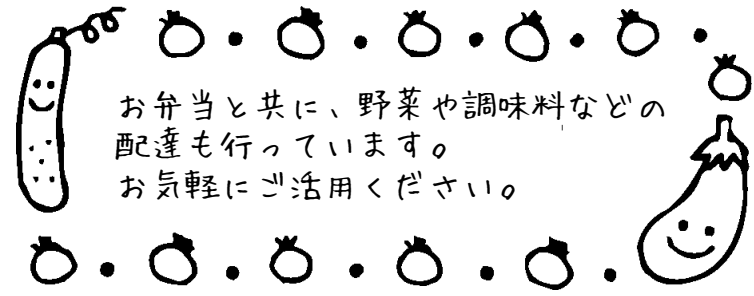 お弁当と共に、野菜や調味料などの
配達も行っています。
お気軽にご活用ください。